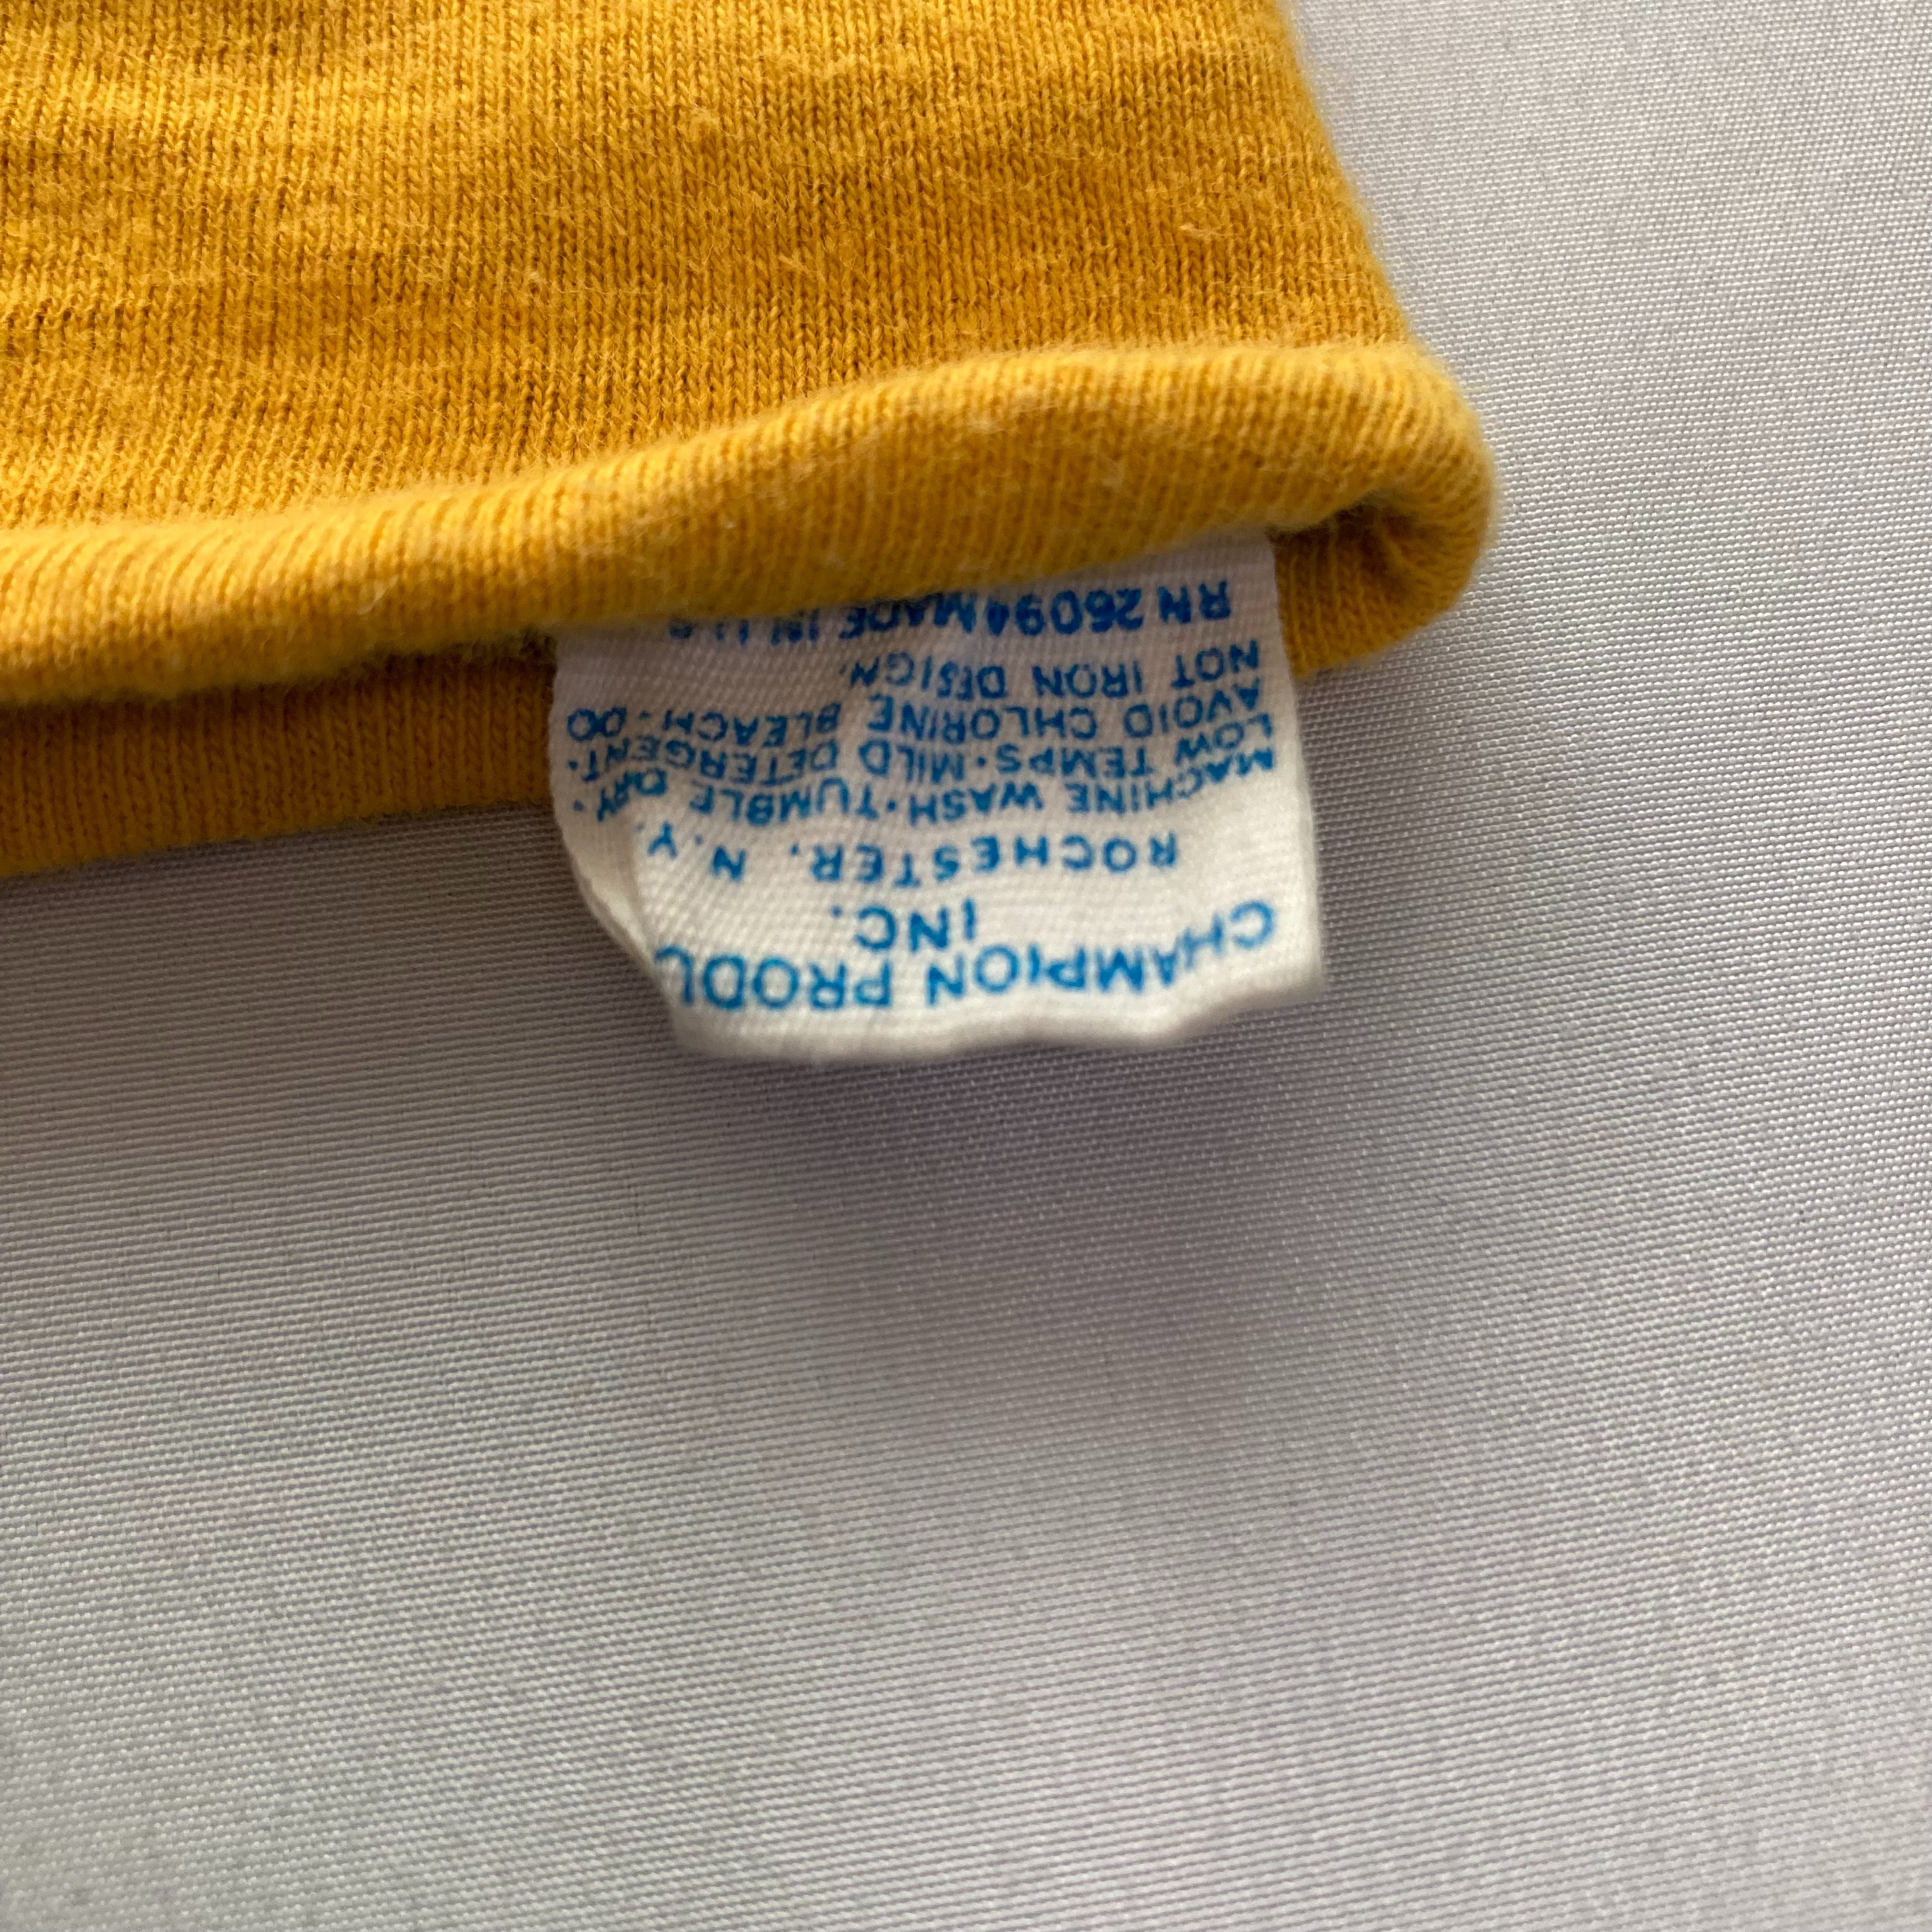 CHAMPION PRODU
INC.
ROCHESTER, N.Y.
MACHINE WASH·TUMBLE DRY·
LOW TEMPS·MILD DETERGENT·
AVOID CHLORINE BLEACH·DO
NOT IRON DESIGN.
RN 26094 MADE IN U.S